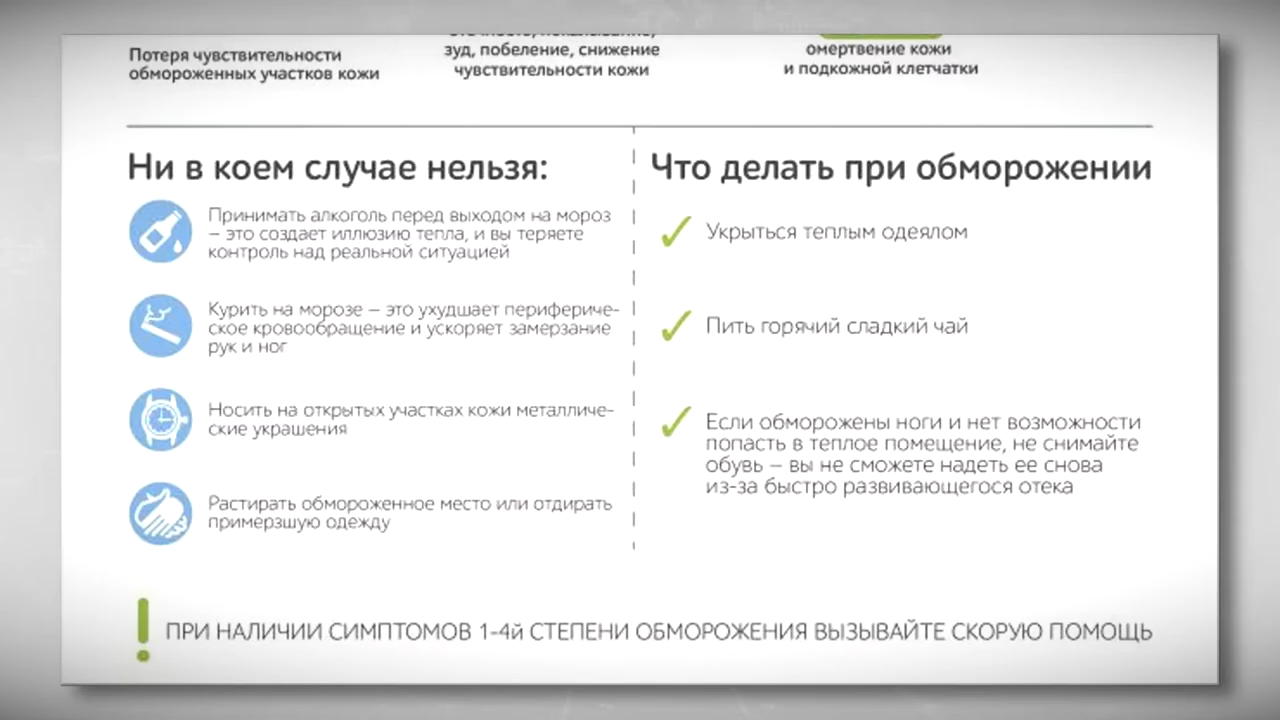 Потеря чувствительности
обмороженных участков кожи
зуд, побеление, снижение
чувствительности кожи
омертвение кожи
и подкожной клетчатки
Ни в коем случае нельзя:
Принимать алкоголь перед выходом на мороз
– это создает иллюзию тепла, и вы теряете
контроль над реальной ситуацией
Курить на морозе – это ухудшает перифериче-
ское кровообращение и ускоряет замерзание
рук и ног
Носить на открытых участках кожи металличе-
ские украшения
Растирать обмороженное место или отдирать
примерзшую одежду
Что делать при обморожении
Укрыться теплым одеялом
Пить горячий сладкий чай
Если обморожены ноги и нет возможности
попасть в теплое помещение, не снимайте
обувь – вы не сможете надеть ее снова
из-за быстро развивающегося отека
ПРИ НАЛИЧИИ СИМПТОМОВ 1-4й СТЕПЕНИ ОБМОРОЖЕНИЯ ВЫЗЫВАЙТЕ СКОРУЮ ПОМОЩЬ